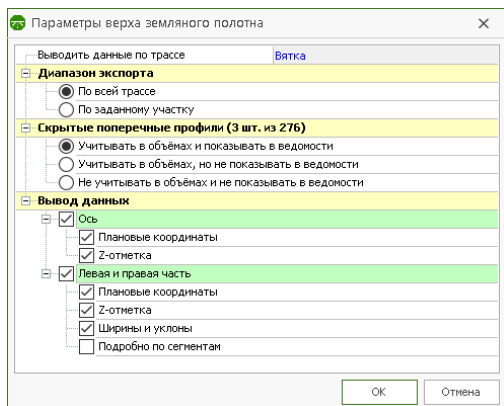 Параметры верха земляного полотна
Выводить данные по трассе Вятка
Диапазон экспорта
По всей трассе
По заданному участку
Скрытые поперечные профили (3 шт. из 276)
Учитывать в объёмах и показывать в ведомости
Учитывать в объёмах, но не показывать в ведомости
Не учитывать в объёмах и не показывать в ведомости
Вывод данных
Ось
Плановые координаты
Z-отметка
Левая и правая часть
Плановые координаты
Z-отметка
Ширины и уклоны
Подробно по сегментам
ОК Отмена